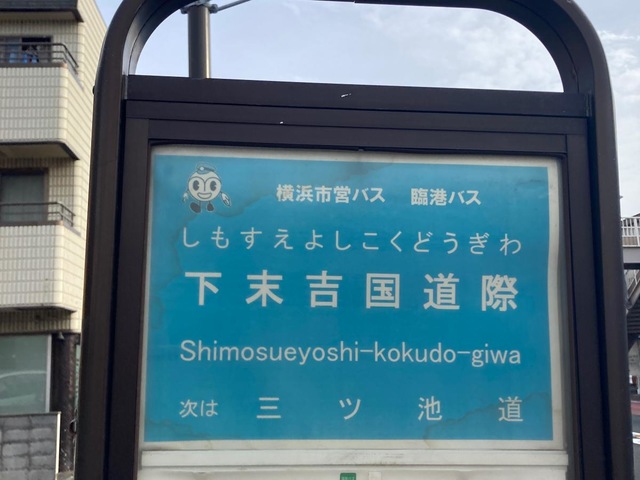 横浜市営バス　臨港バス
しもすえよしこくどうぎわ
下末吉国道際
Shimosueyoshi-kokudo-giwa
次は　三ツ池道